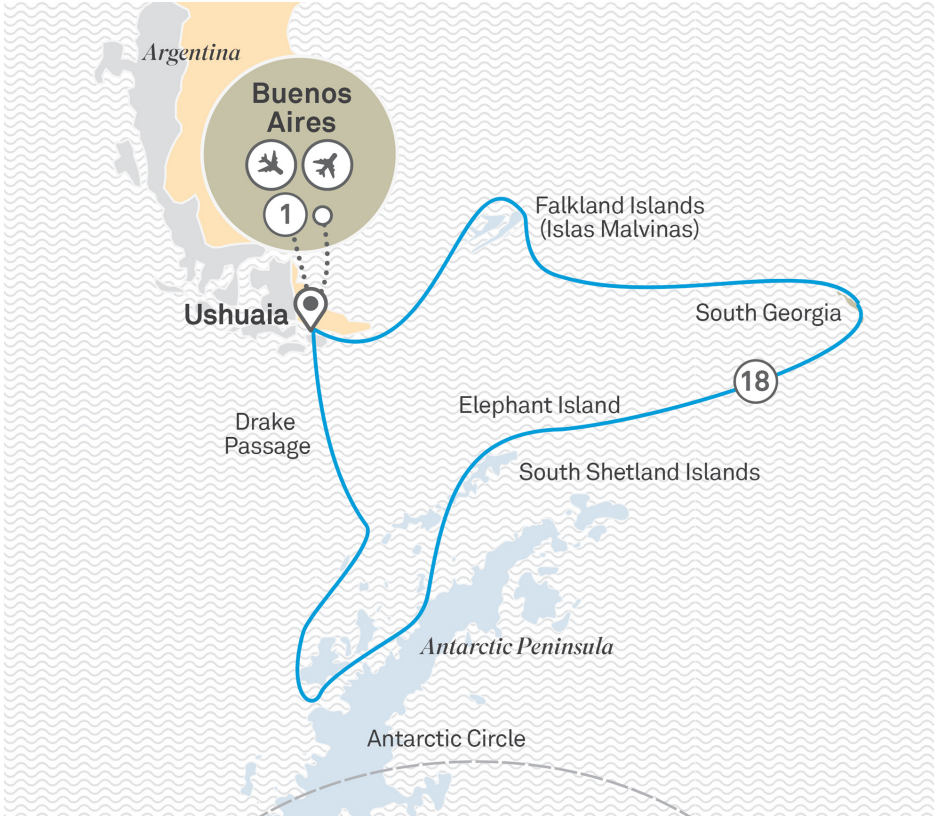 Argentina
Buenos
Aires
1
Falkland Islands
(Islas Malvinas)
Ushuaia
South Georgia
18
Elephant Island
Drake
Passage
South Shetland Islands
Antarctic Peninsula
Antarctic Circle